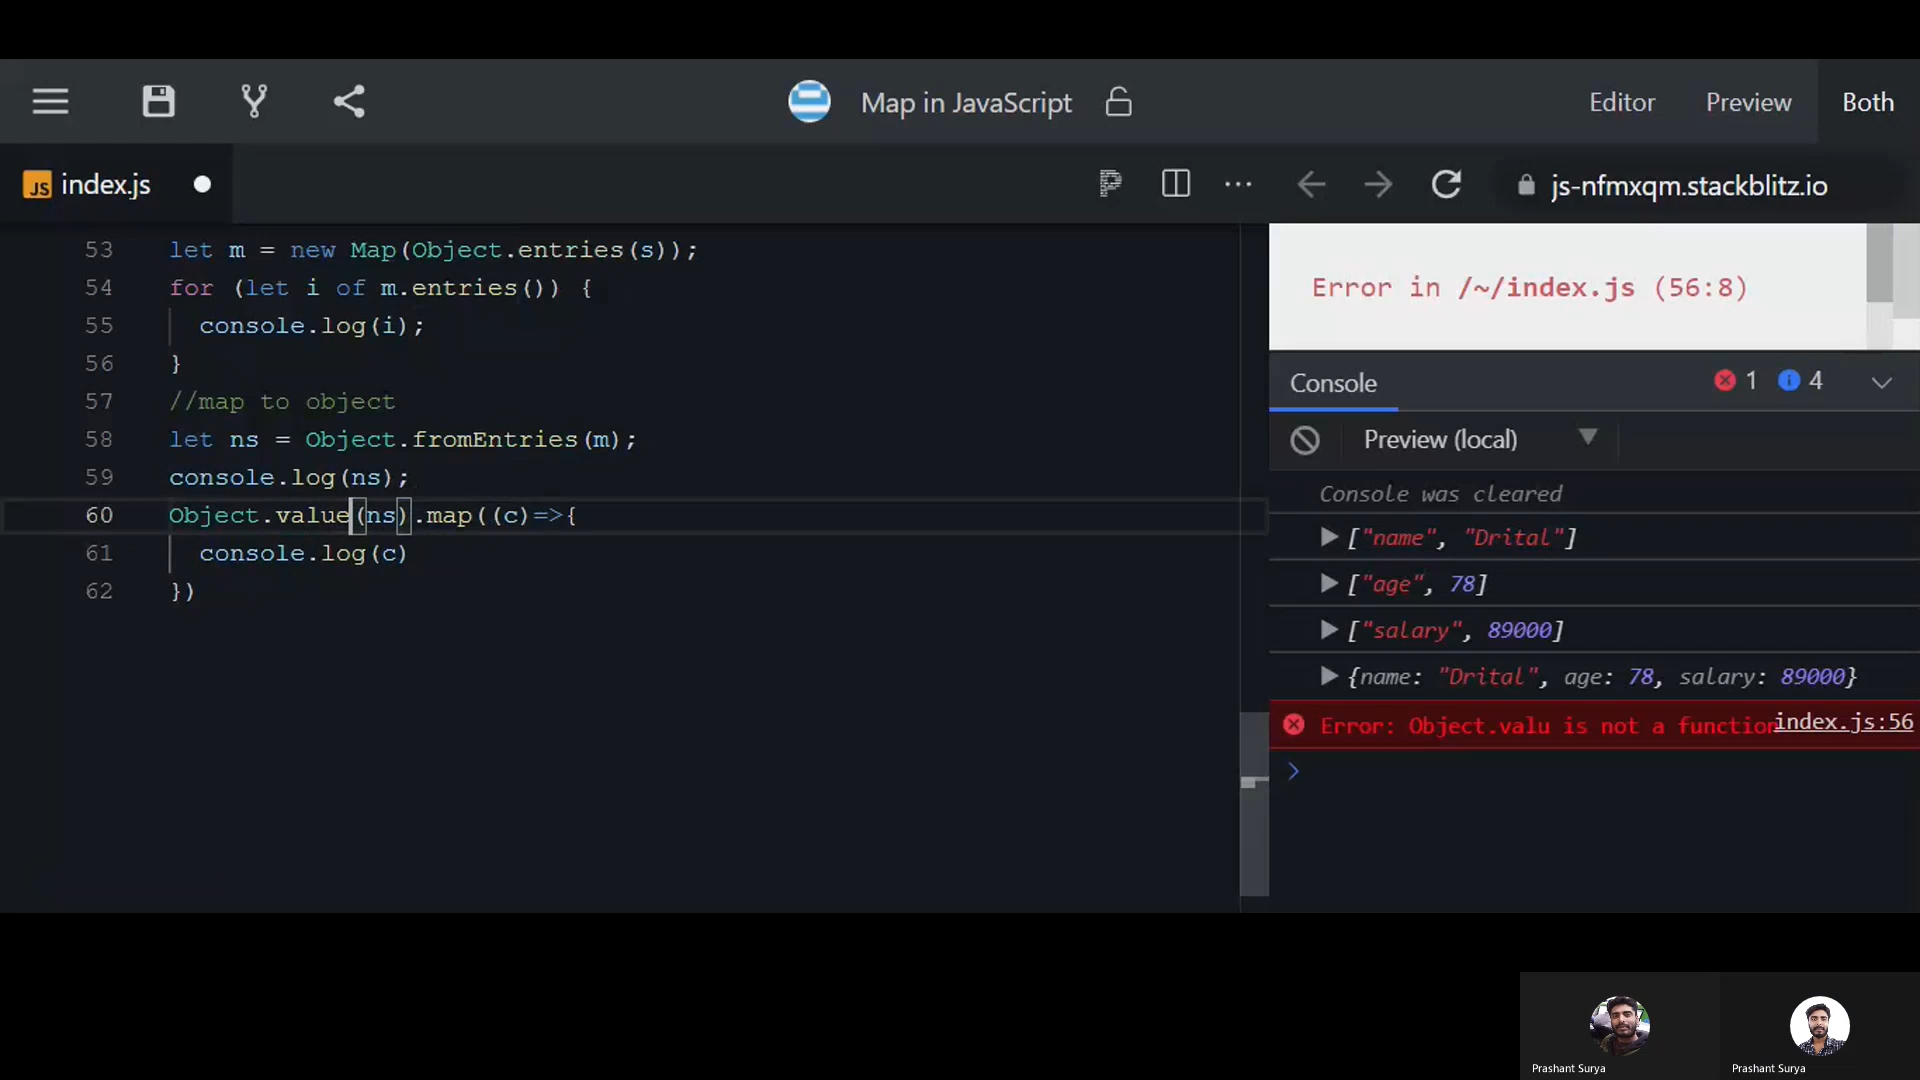 Map in JavaScript
Editor Preview Both
JS index.js
js-nfmxqm.stackblitz.io
53 let m = new Map(Object.entries(s));
54 for (let i of m.entries()) {
55 console.log(i);
56 }
57 //map to object
58 let ns = Object.fromEntries(m);
59 console.log(ns);
60 Object.value(ns).map((c)=>{
61 console.log(c)
62 })
Error in /~/index.js (56:8)
Console
1 4
Preview (local)
Console was cleared
["name", "Drital"]
["age", 78]
["salary", 89000]
{name: "Drital", age: 78, salary: 89000}
Error: Object.valu is not a function index.js:56
Prashant Surya
Prashant Surya